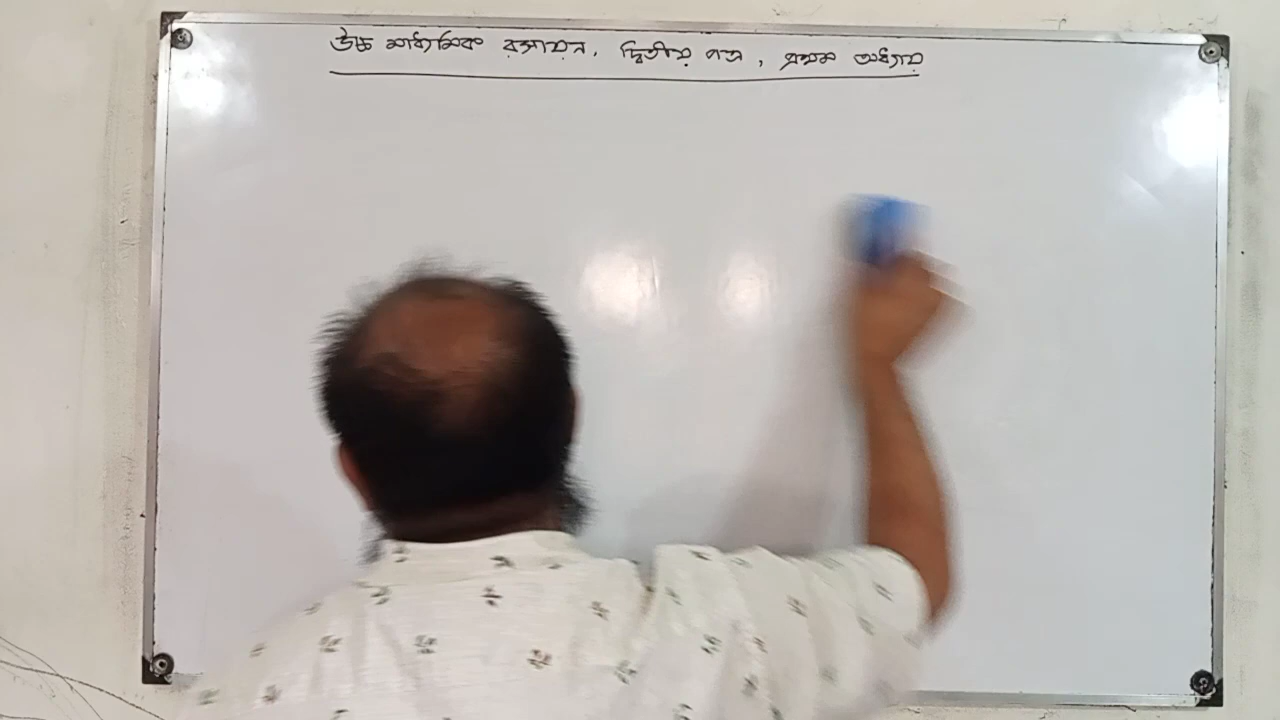 উচ্চ মাধ্যমিক রসায়ন, দ্বিতীয় পত্র, প্রথম অধ্যায়